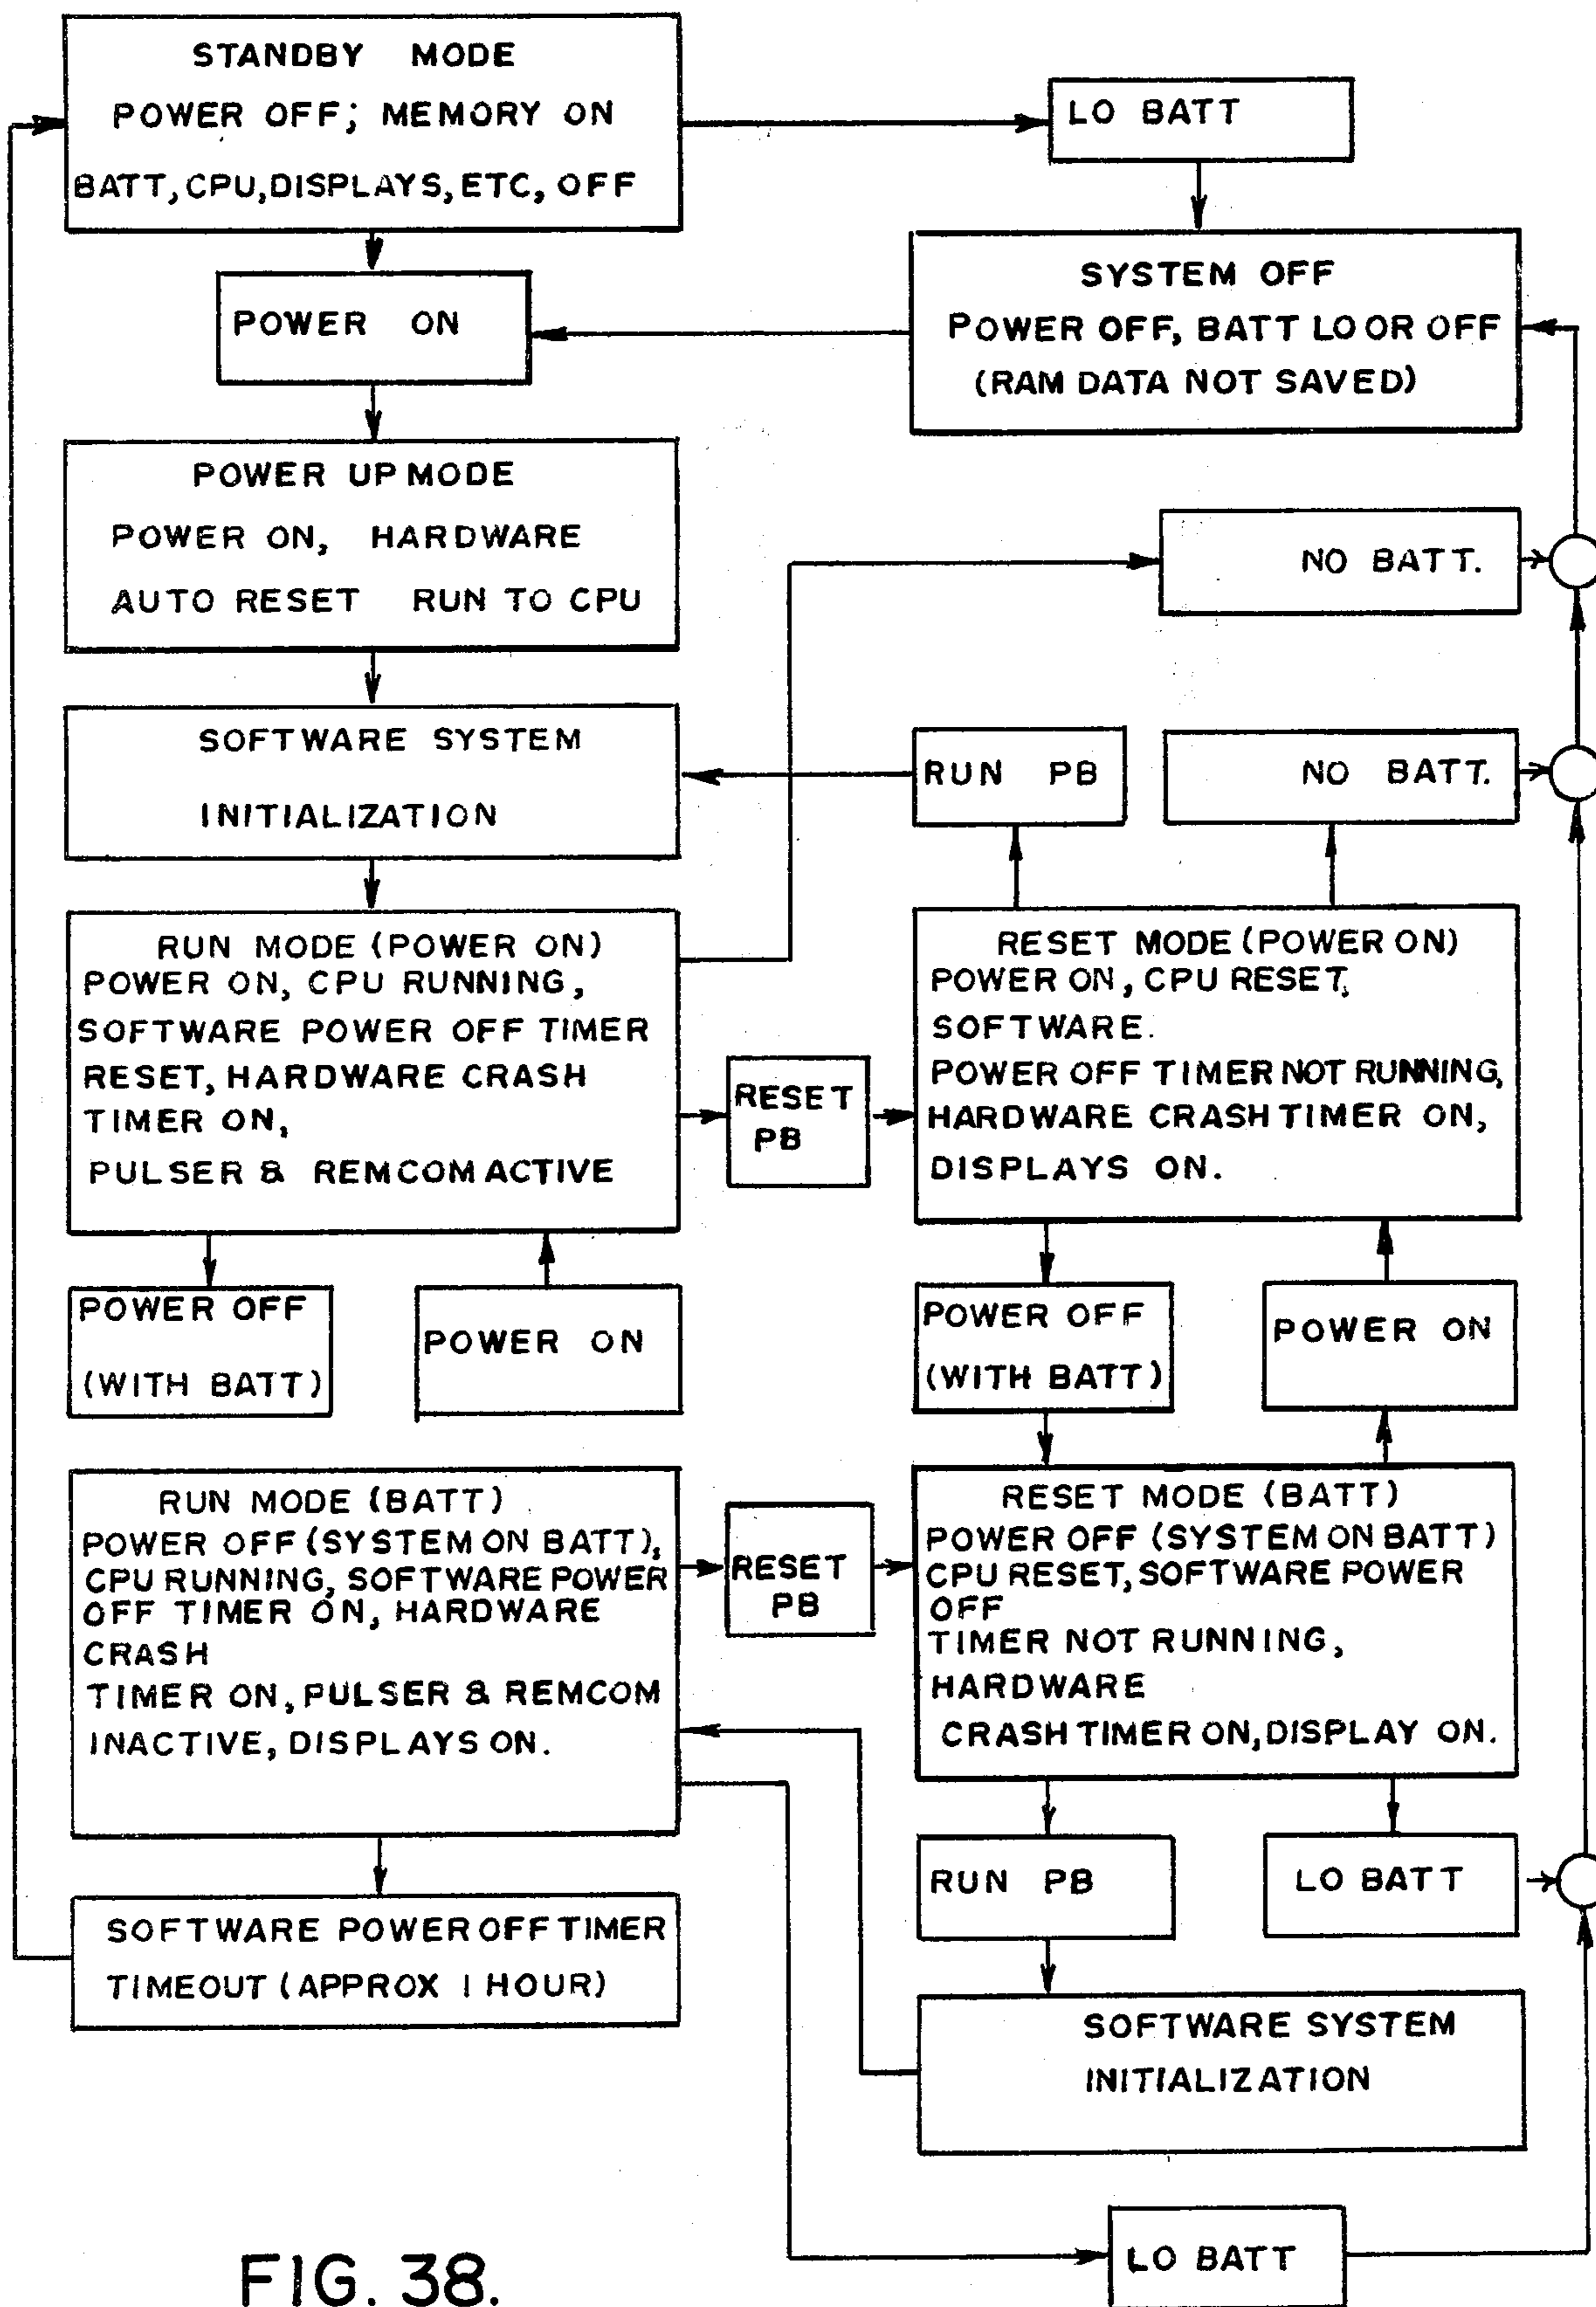 STANDBY MODE
POWER OFF; MEMORY ON
BATT, CPU, DISPLAYS, ETC, OFF
LO BATT
POWER ON
SYSTEM OFF
POWER OFF, BATT LO OR OFF
(RAM DATA NOT SAVED)
POWER UP MODE
POWER ON, HARDWARE
AUTO RESET RUN TO CPU
NO BATT.
SOFTWARE SYSTEM
INITIALIZATION
RUN PB
NO BATT.
RUN MODE (POWER ON)
POWER ON, CPU RUNNING,
SOFTWARE POWER OFF TIMER
RESET, HARDWARE CRASH
TIMER ON,
PULSER & REMCOM ACTIVE
RESET
PB
RESET MODE (POWER ON)
POWER ON, CPU RESET,
SOFTWARE.
POWER OFF TIMER NOT RUNNING,
HARDWARE CRASH TIMER ON,
DISPLAYS ON.
POWER OFF
(WITH BATT)
POWER ON
POWER OFF
(WITH BATT)
POWER ON
RUN MODE (BATT)
POWER OFF (SYSTEM ON BATT),
CPU RUNNING, SOFTWARE POWER
OFF TIMER ON, HARDWARE
CRASH
TIMER ON, PULSER & REMCOM
INACTIVE, DISPLAYS ON.
RESET
PB
RESET MODE (BATT)
POWER OFF (SYSTEM ON BATT)
CPU RESET, SOFTWARE POWER
OFF
TIMER NOT RUNNING,
HARDWARE
CRASH TIMER ON, DISPLAY ON.
RUN PB
LO BATT
SOFTWARE POWER OFF TIMER
TIMEOUT (APPROX 1 HOUR)
SOFTWARE SYSTEM
INITIALIZATION
LO BATT
FIG. 38.